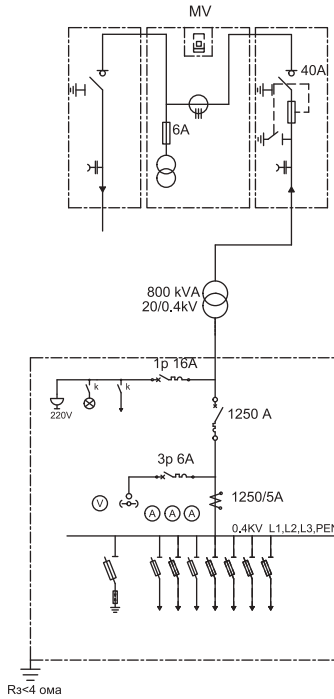 MV
40A
6A
800 kVA
20/0.4kV
1p 16A
k
k
220V
1250 A
3p 6A
1250/5A
V
A
A
A
0.4KV L1,L2,L3,PEN
Rз<4 ома